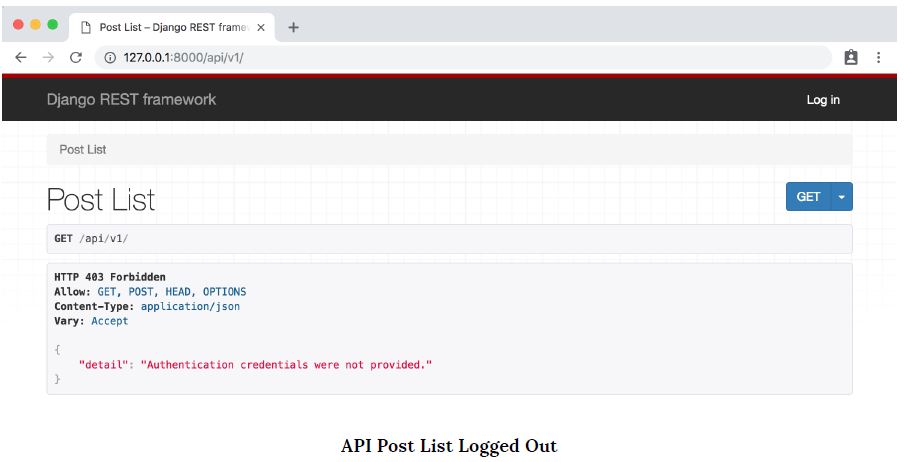 Post List – Django REST framew
127.0.0.1:8000/api/v1/
Django REST framework
Log in
Post List
Post List
GET
GET /api/v1/
HTTP 403 Forbidden
Allow: GET, POST, HEAD, OPTIONS
Content-Type: application/json
Vary: Accept
{
"detail": "Authentication credentials were not provided."
}
API Post List Logged Out